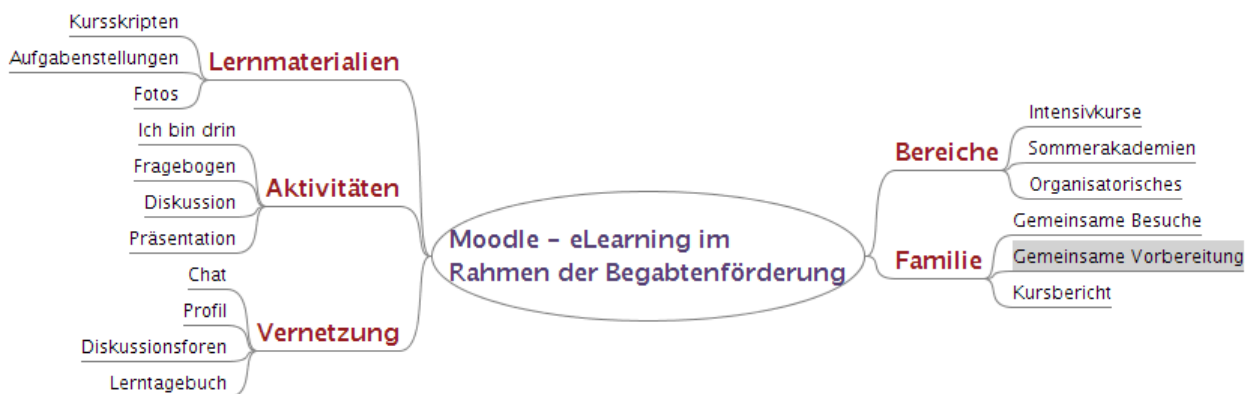 Moodle - eLearning im
Rahmen der Begabtenförderung
Lernmaterialien
Kursskripten
Aufgabenstellungen
Fotos
Aktivitäten
Ich bin drin
Fragebogen
Diskussion
Präsentation
Vernetzung
Chat
Profil
Diskussionsforen
Lerntagebuch
Bereiche
Intensivkurse
Sommerakademien
Organisatorisches
Familie
Gemeinsame Besuche
Gemeinsame Vorbereitung
Kursbericht